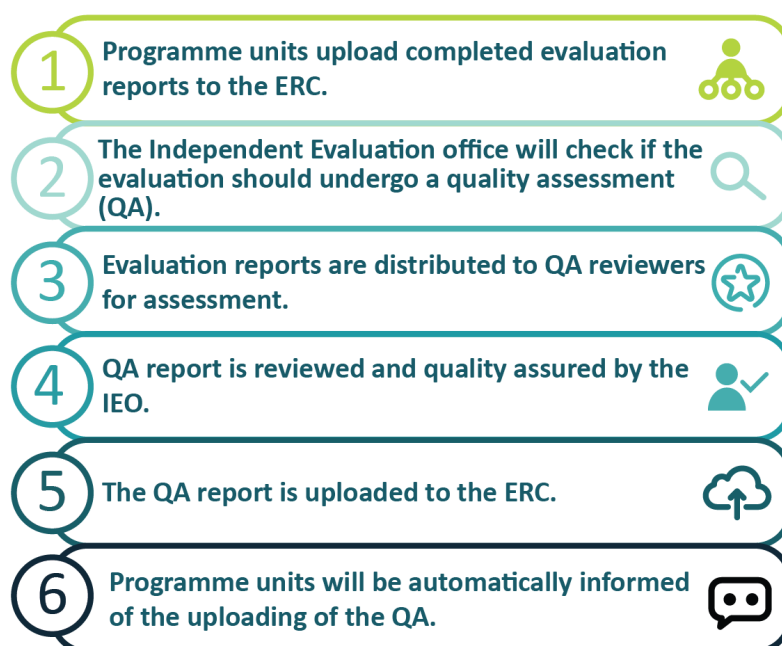 1
Programme units upload completed evaluation
reports to the ERC.
2
The Independent Evaluation office will check if the
evaluation should undergo a quality assessment
(QA).
3
Evaluation reports are distributed to QA reviewers
for assessment.
4
QA report is reviewed and quality assured by the
IEO.
5
The QA report is uploaded to the ERC.
6
Programme units will be automatically informed
of the uploading of the QA.